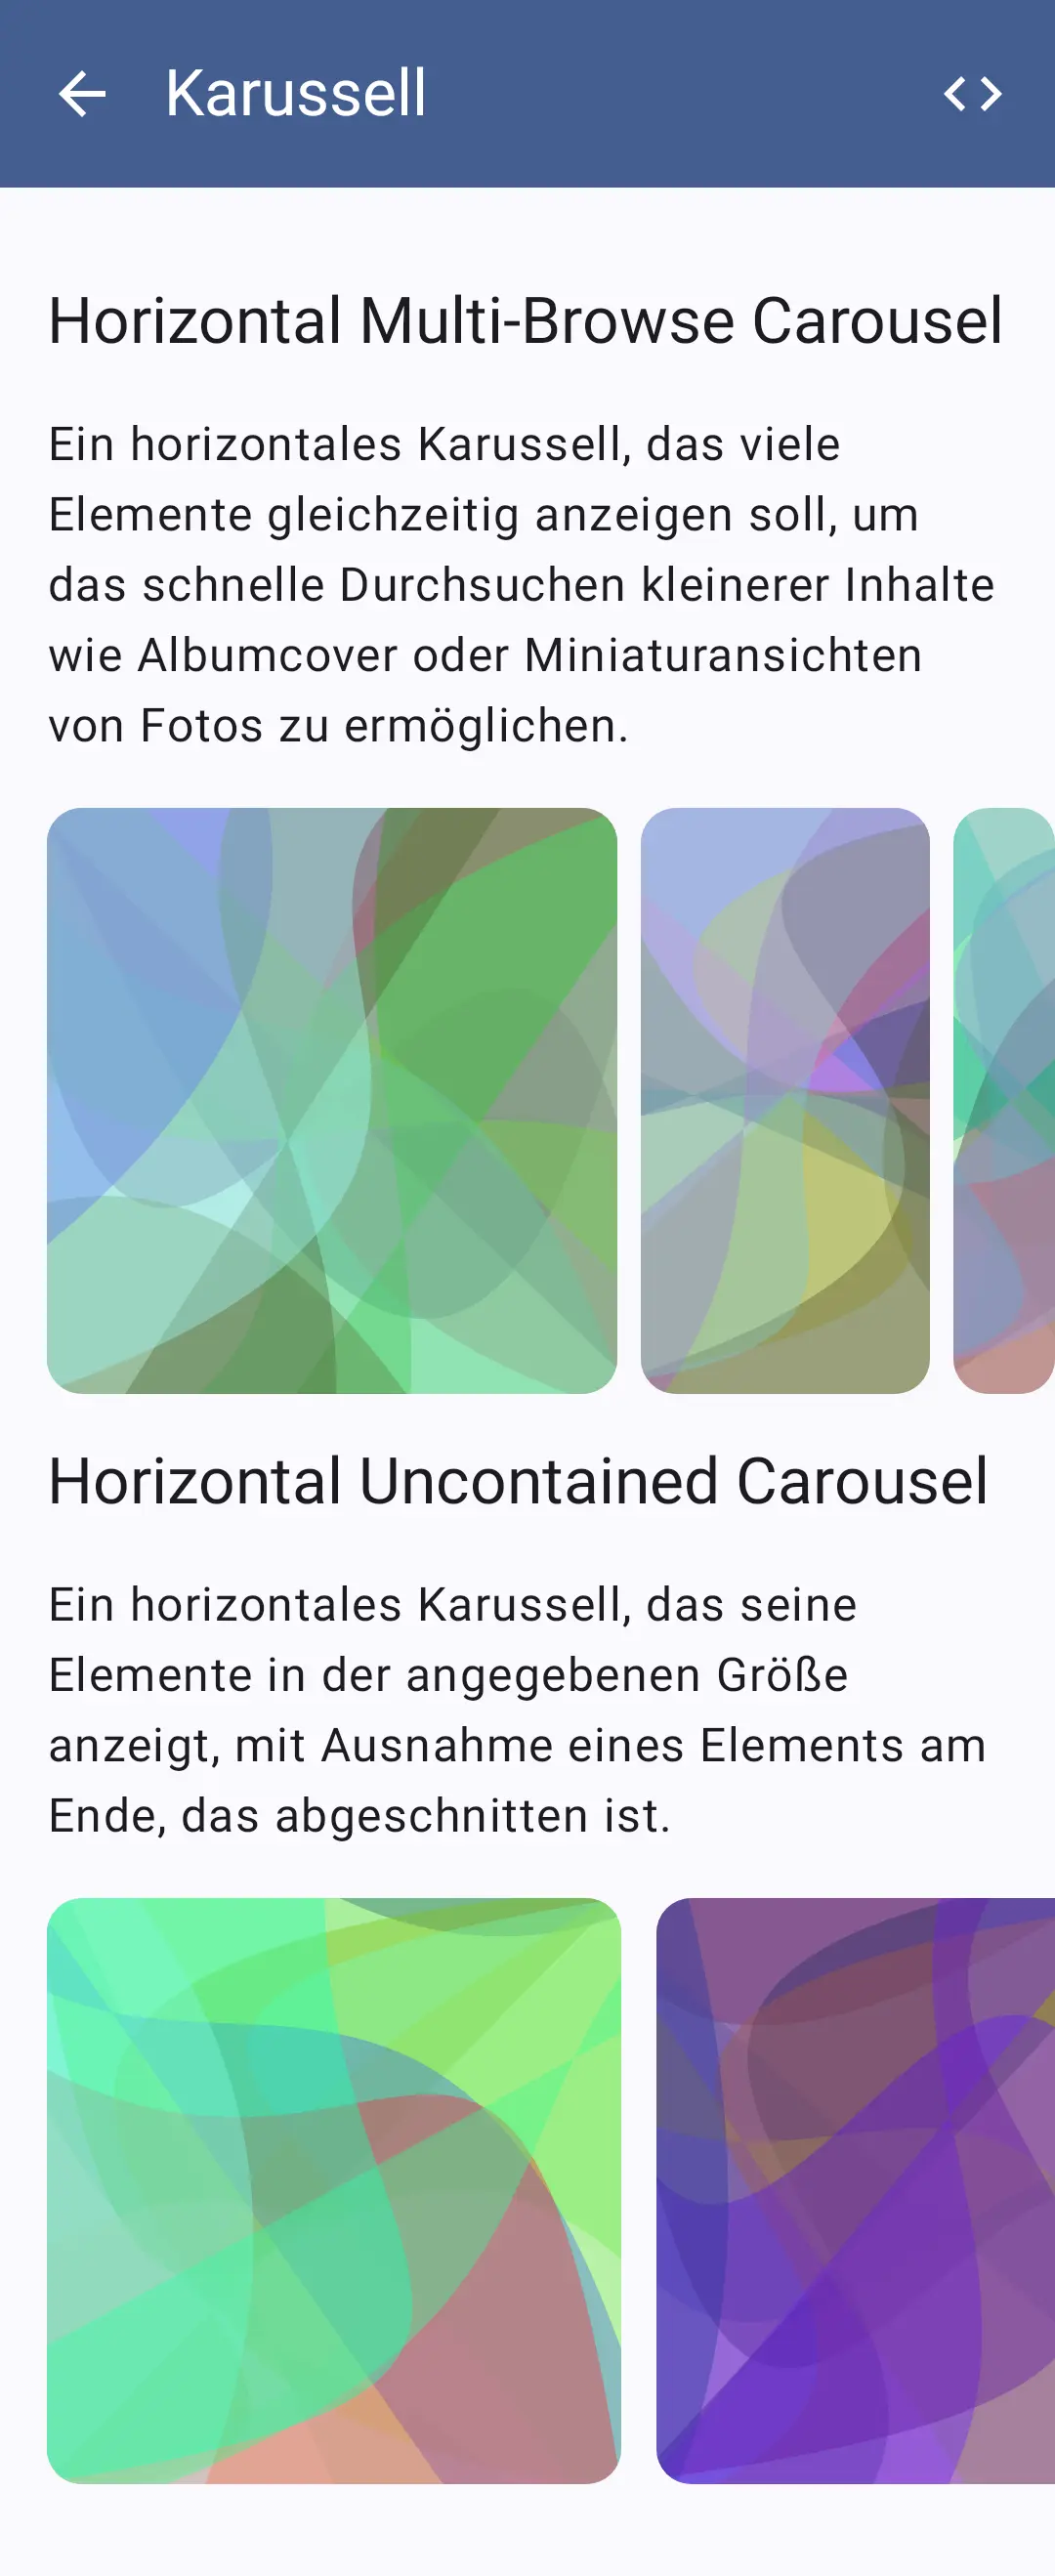 Karussell
Horizontal Multi-Browse Carousel
Ein horizontales Karussell, das viele
Elemente gleichzeitig anzeigen soll, um
das schnelle Durchsuchen kleinerer Inhalte
wie Albumcover oder Miniaturansichten
von Fotos zu ermöglichen.
Horizontal Uncontained Carousel
Ein horizontales Karussell, das seine
Elemente in der angegebenen Größe
anzeigt, mit Ausnahme eines Elements am
Ende, das abgeschnitten ist.